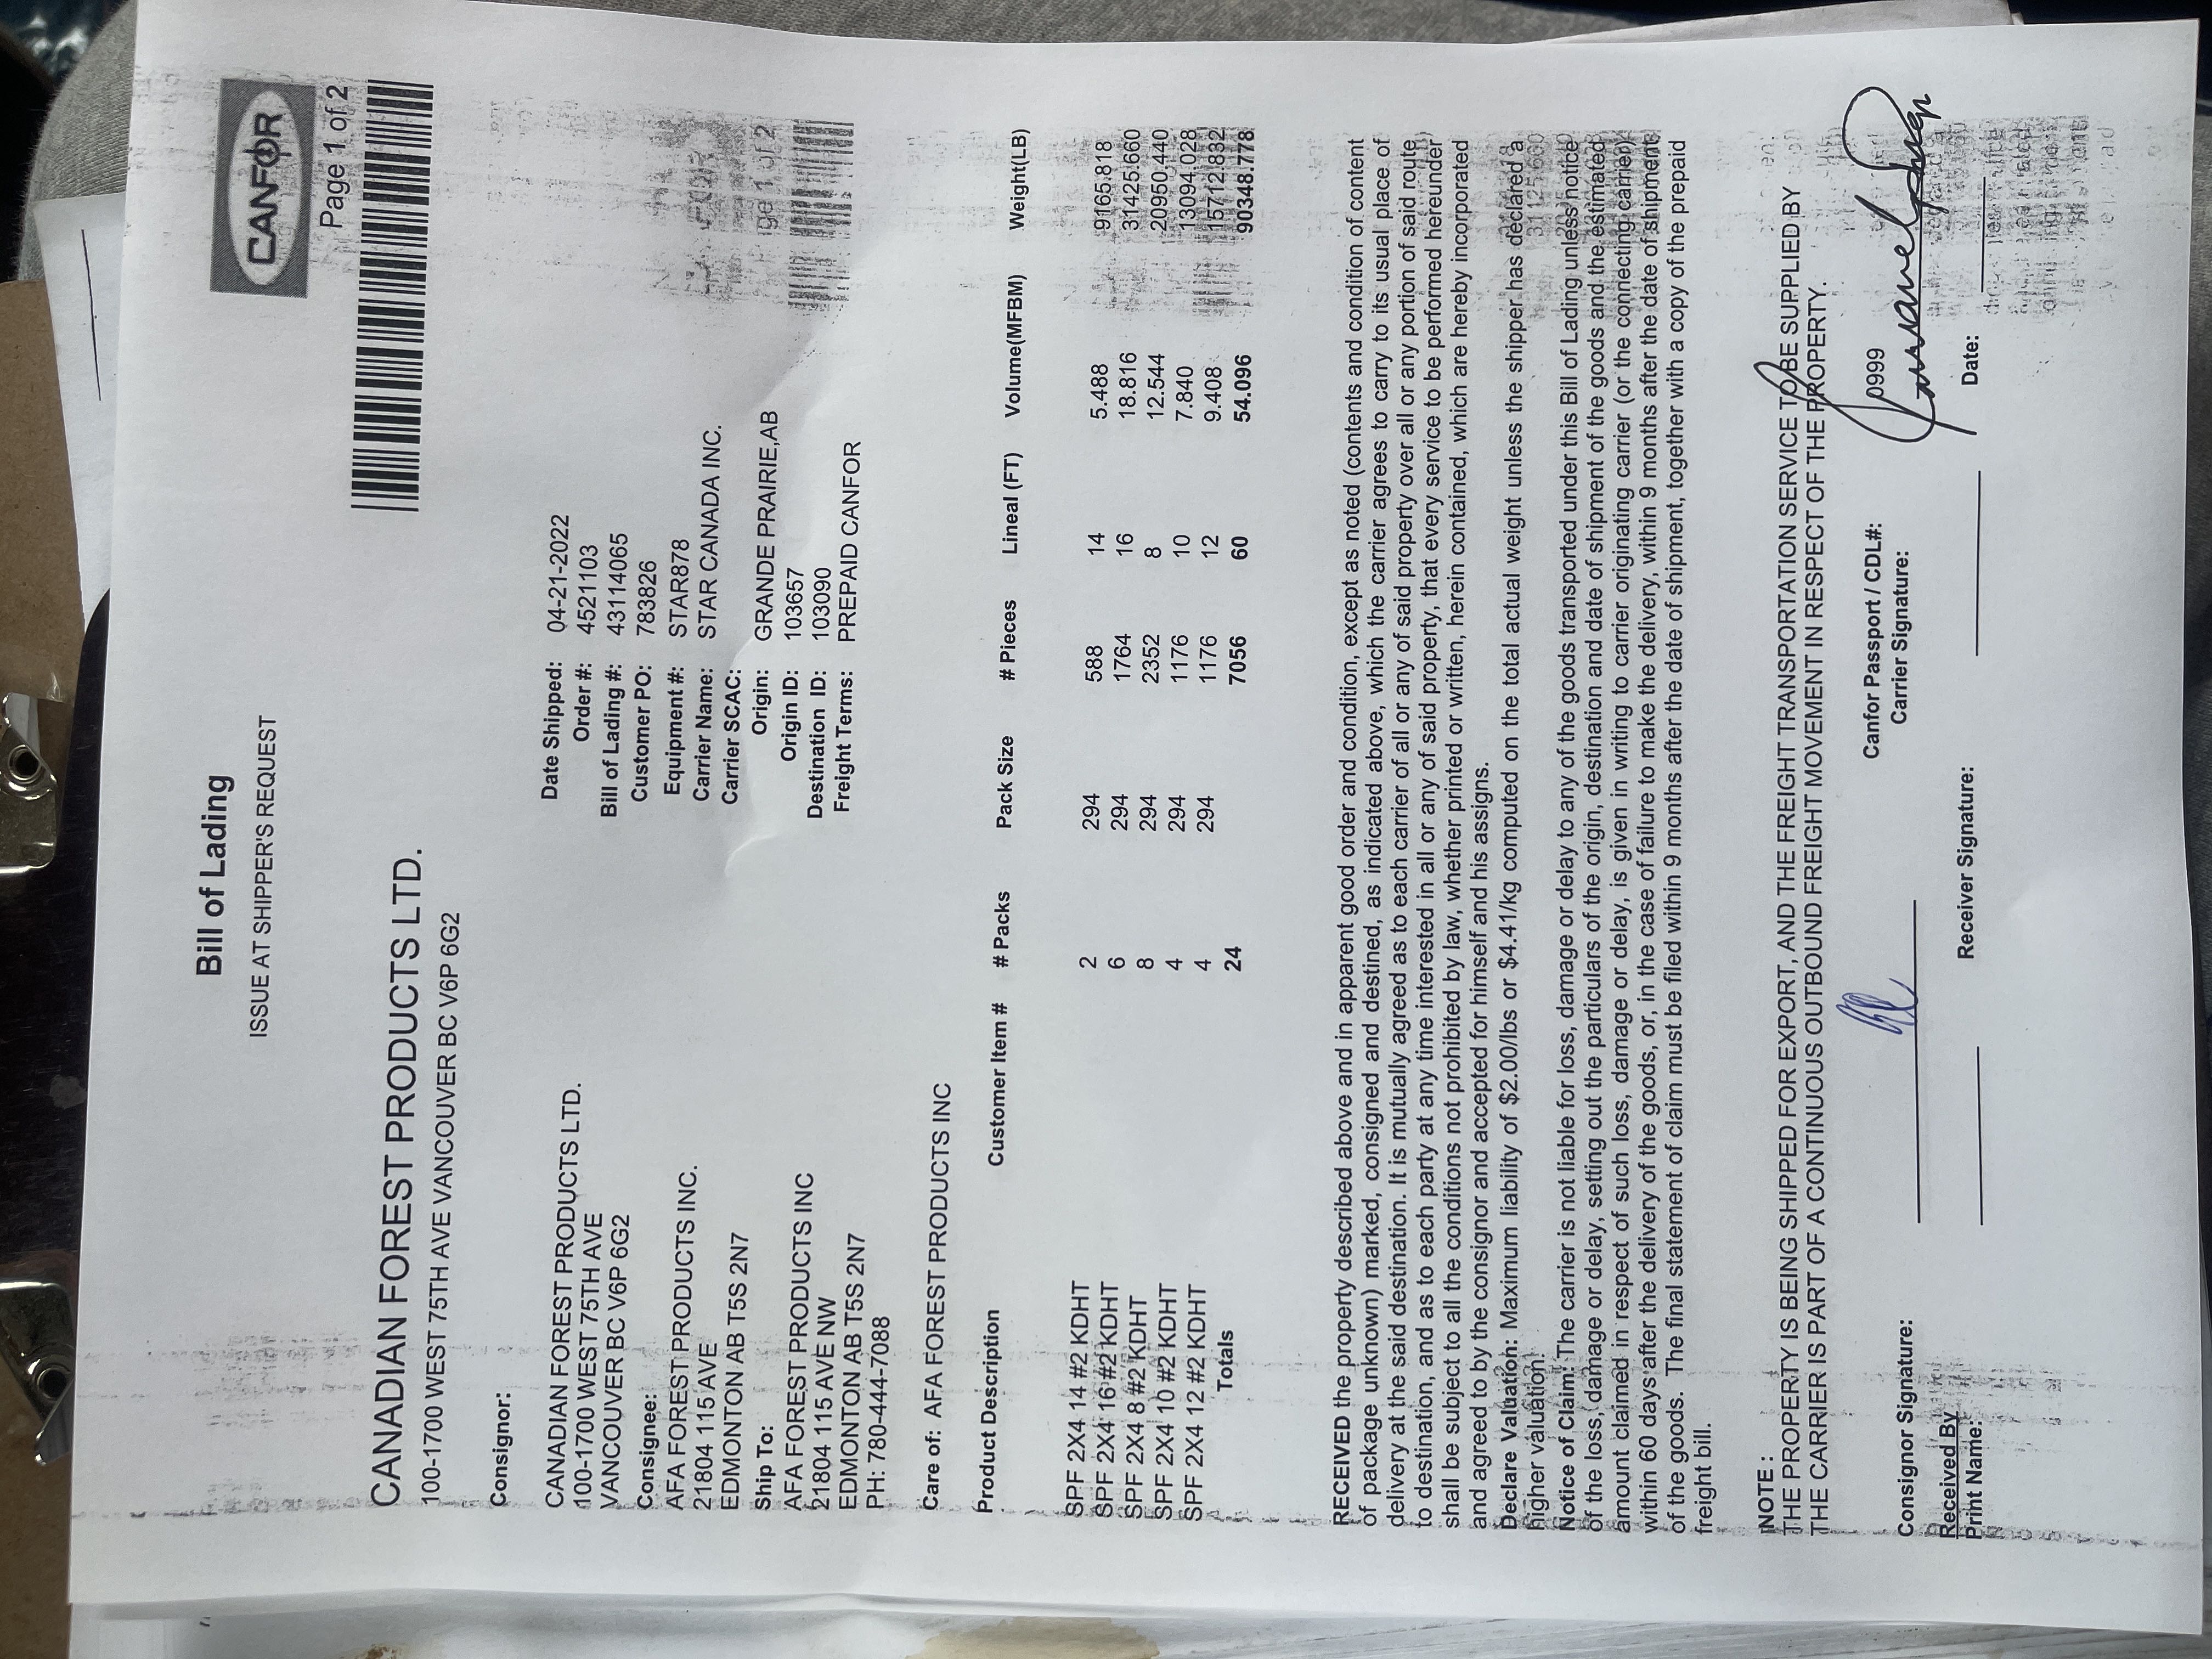 Bill of Lading
ISSUE AT SHIPPER'S REQUEST
CANFOR
Page 1 of 2
CANADIAN FOREST PRODUCTS LTD.
100-1700 WEST 75TH AVE VANCOUVER BC V6P 6G2
Consignor:
CANADIAN FOREST PRODUCTS LTD.
100-1700 WEST 75TH AVE
VANCOUVER BC V6P 6G2
Consignee:
AFA FOREST PRODUCTS INC.
21804 115 AVE
EDMONTON AB T5S 2N7
Ship To:
AFA FOREST PRODUCTS INC
21804 115 AVE NW
EDMONTON AB T5S 2N7
PH: 780-444-7088
Care of: AFA FOREST PRODUCTS INC
Date Shipped: 04-21-2022
Order #: 4521103
Bill of Lading #: 43114065
Customer PO: 783826
Equipment #: STAR878
Carrier Name: STAR CANADA INC.
Carrier SCAC:
Origin: GRANDE PRAIRIE,AB
Origin ID: 103657
Destination ID: 103090
Freight Terms: PREPAID CANFOR
Product Description Customer Item # # Packs Pack Size # Pieces Lineal (FT) Volume(MFBM) Weight(LB)
SPF 2X4 14 #2 KDHT 2 294 588 14 5.488 9165.818
SPF 2X4 16 #2 KDHT 6 294 1764 16 18.816 31425.660
SPF 2X4 8 #2 KDHT 8 294 2352 8 12.544 20950.440
SPF 2X4 10 #2 KDHT 4 294 1176 10 7.840 13094.028
SPF 2X4 12 #2 KDHT 4 294 1176 12 9.408 15712.832
Totals 24 7056 60 54.096 90348.778
RECEIVED the property described above and in apparent good order and condition, except as noted (contents and condition of content
of package unknown) marked, consigned and destined, as indicated above, which the carrier agrees to carry to its usual place of
delivery at the said destination. It is mutually agreed as to each carrier of all or any of said property over all or any portion of said route
to destination, and as to each party at any time interested in all or any of said property, that every service to be performed hereunder
shall be subject to all the conditions not prohibited by law, whether printed or written, herein contained, which are hereby incorporated
and agreed to by the consignor and accepted for himself and his assigns.
Declare Valuation: Maximum liability of $2.00/lbs or $4.41/kg computed on the total actual weight unless the shipper has declared a
higher valuation.
Notice of Claim: The carrier is not liable for loss, damage or delay to any of the goods transported under this Bill of Lading unless notice
of the loss, damage or delay, setting out the particulars of the origin, destination and date of shipment of the goods and the estimated
amount claimed in respect of such loss, damage or delay, is given in writing to carrier originating carrier (or the connecting carrier)
within 60 days after the delivery of the goods, or, in the case of failure to make the delivery, within 9 months after the date of shipment
of the goods. The final statement of claim must be filed within 9 months after the date of shipment, together with a copy of the prepaid
freight bill.
NOTE :
THE PROPERTY IS BEING SHIPPED FOR EXPORT, AND THE FREIGHT TRANSPORTATION SERVICE TO BE SUPPLIED BY
THE CARRIER IS PART OF A CONTINUOUS OUTBOUND FREIGHT MOVEMENT IN RESPECT OF THE PROPERTY.
Canfor Passport / CDL#: 0999
Consignor Signature: Carrier Signature:
Received By
Print Name: Receiver Signature: Date: